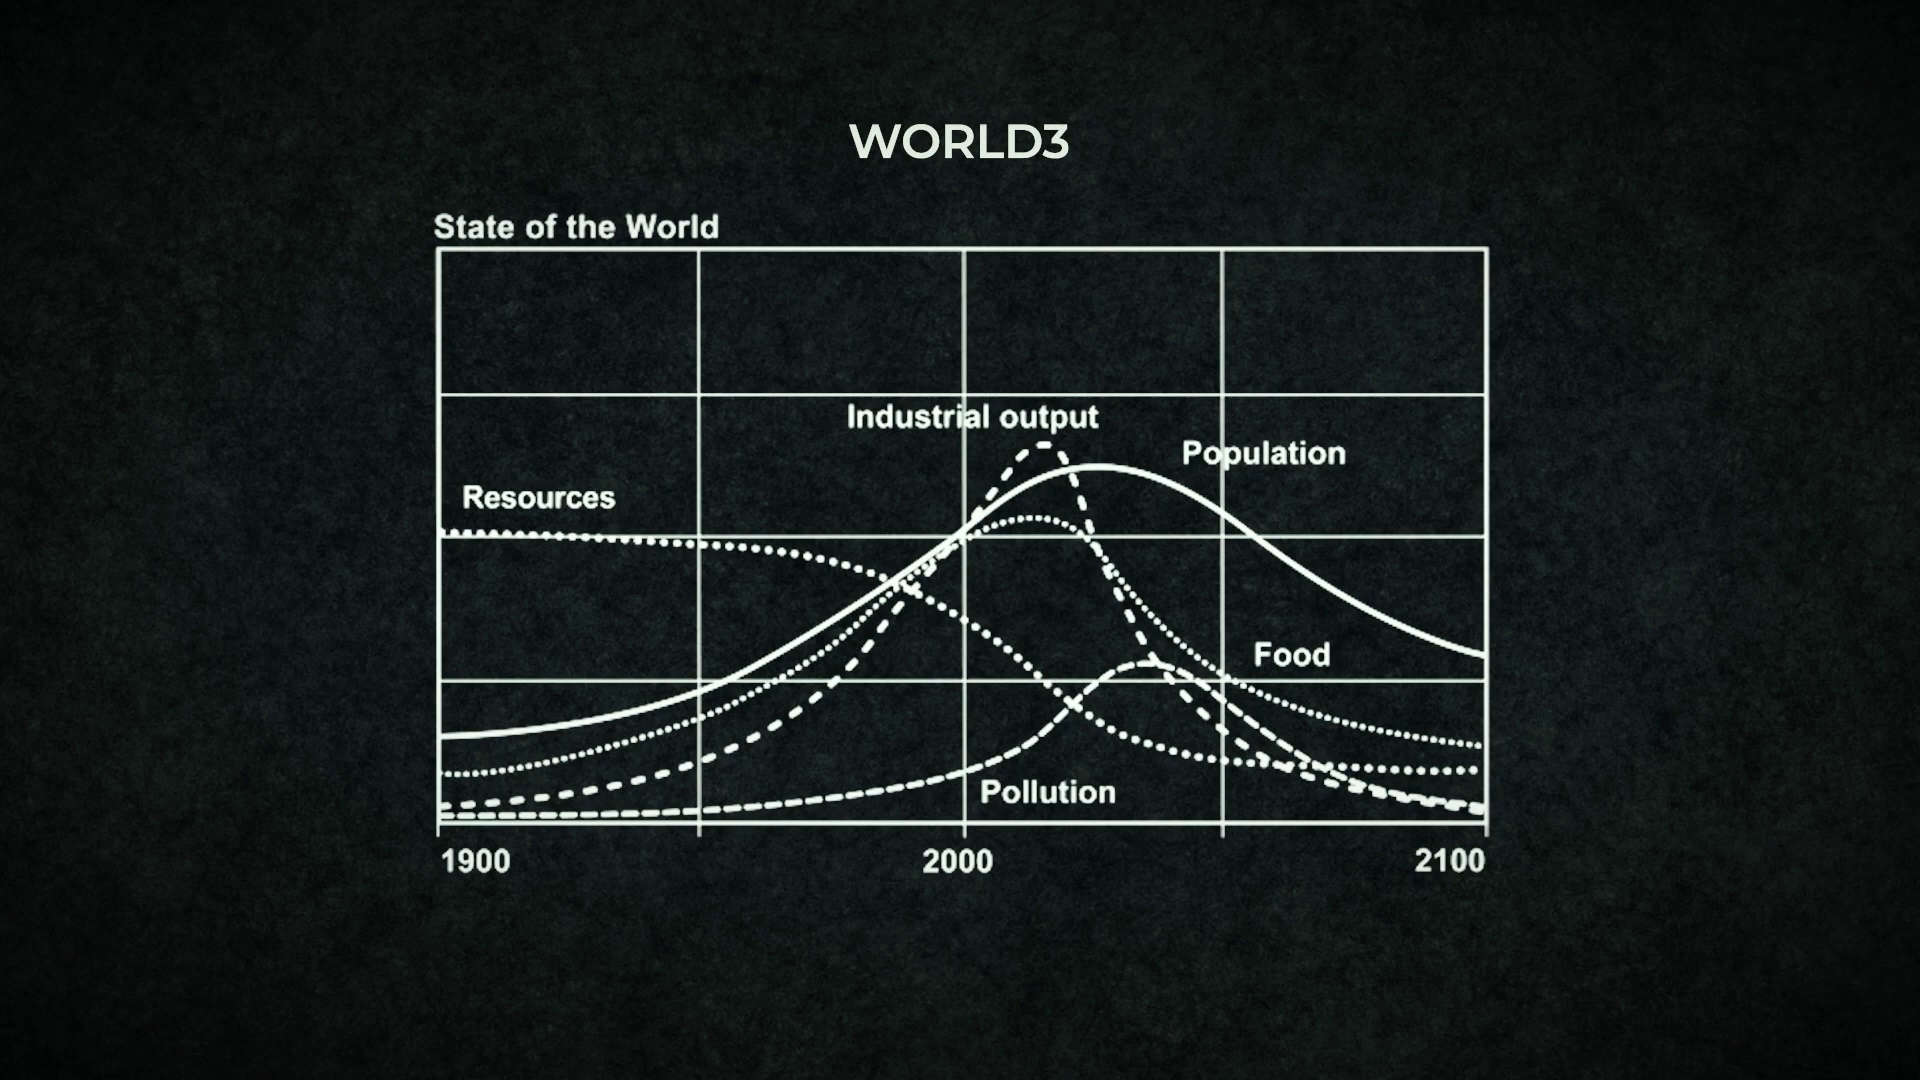 WORLD3
State of the World
Industrial output
Population
Resources
Food
Pollution
1900 2000 2100